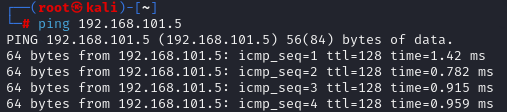 ┌──(root㉿kali)-[~]
└─# ping 192.168.101.5
PING 192.168.101.5 (192.168.101.5) 56(84) bytes of data.
64 bytes from 192.168.101.5: icmp_seq=1 ttl=128 time=1.42 ms
64 bytes from 192.168.101.5: icmp_seq=2 ttl=128 time=0.782 ms
64 bytes from 192.168.101.5: icmp_seq=3 ttl=128 time=0.915 ms
64 bytes from 192.168.101.5: icmp_seq=4 ttl=128 time=0.959 ms